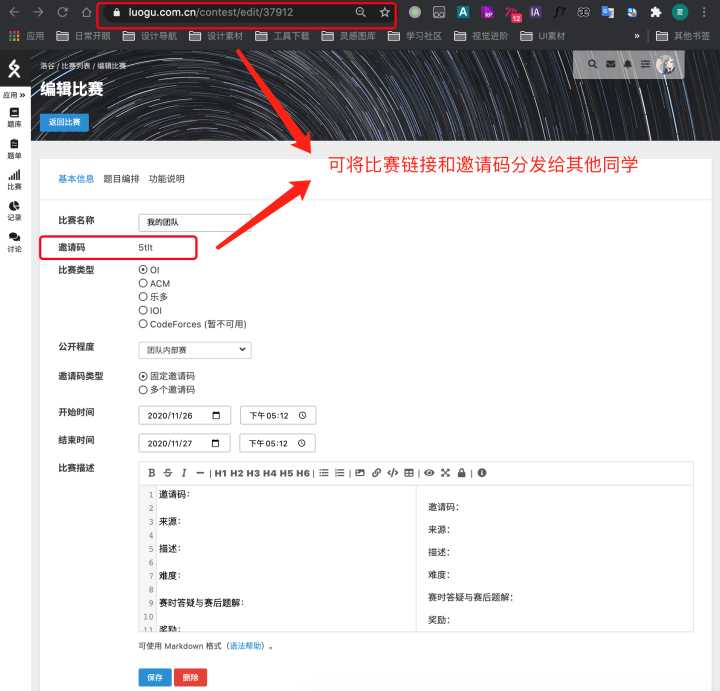 luogu.com.cn/contest/edit/37912
应用 日常开眼 设计导航 设计素材 工具下载 灵感图库 学习社区 视觉进阶 UI素材 » 其他书签
洛谷 / 比赛列表 / 编辑比赛
应用 »
编辑比赛
返回比赛
题库
题单
比赛
记录
讨论
可将比赛链接和邀请码分发给其他同学
基本信息 题目编排 功能说明
比赛名称 我的团队
邀请码 5tlt
比赛类型 OI
ACM
乐多
IOI
CodeForces (暂不可用)
公开程度 团队内部赛
邀请码类型 固定邀请码
多个邀请码
开始时间 2020/11/26 下午05:12
结束时间 2020/11/27 下午05:12
比赛描述 B S I — | H1 H2 H3 H4 H5 H6 |
1 邀请码：
2
3 来源：
4
5 描述：
6
7 难度：
8
9 赛时答疑与赛后题解：
10
11 奖励：
邀请码：
来源：
描述：
难度：
赛时答疑与赛后题解：
奖励：
可使用 Markdown 格式（语法帮助）。
保存 删除